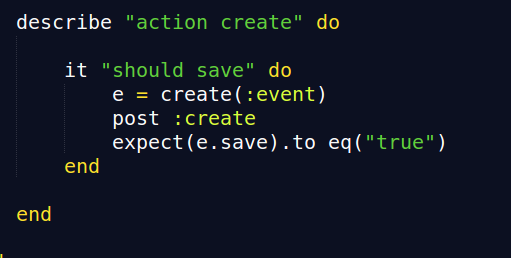 describe "action create" do
it "should save" do
e = create(:event)
post :create
expect(e.save).to eq("true")
end
end